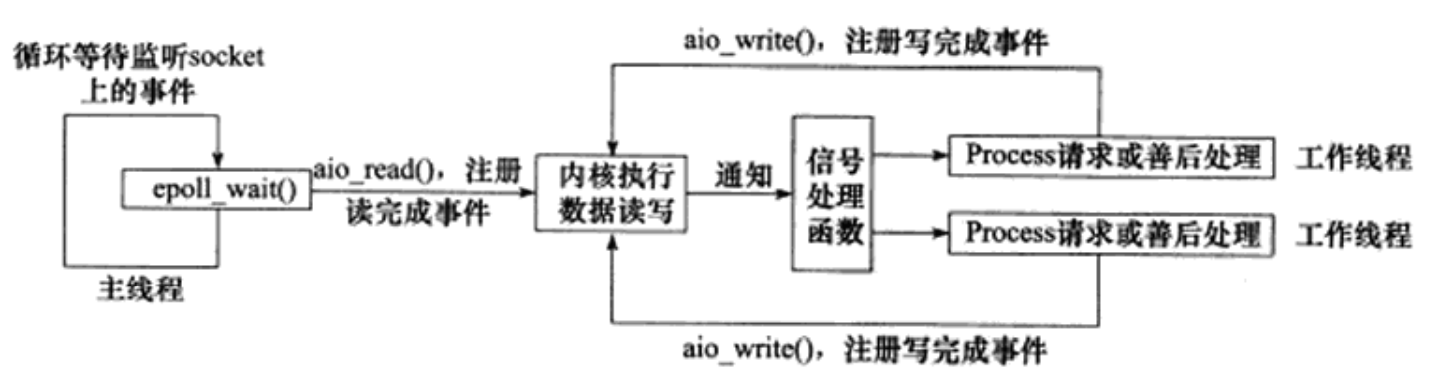 循环等待监听socket
上的事件
epoll_wait()
主线程
aio_read(), 注册
读完成事件
aio_write(), 注册写完成事件
内核执行
数据读写
通知
信号
处理
函数
Process请求或善后处理
工作线程
Process请求或善后处理
工作线程
aio_write(), 注册写完成事件